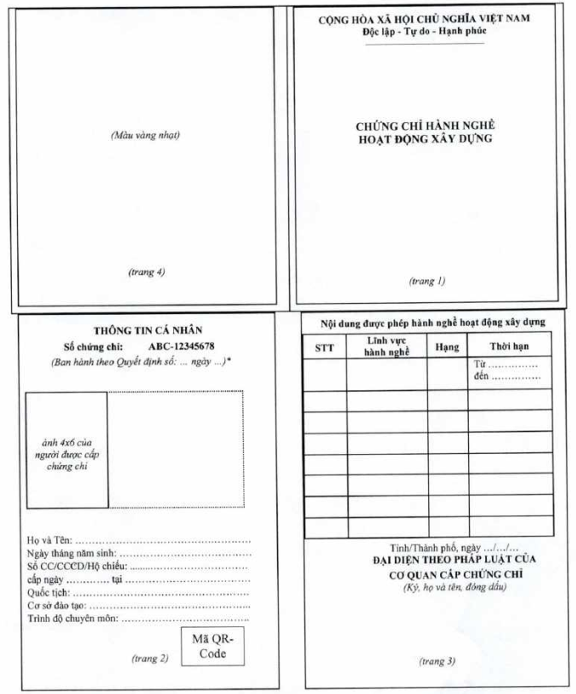 (Màu vàng nhạt)
(trang 4)
CỘNG HÒA XÃ HỘI CHỦ NGHĨA VIỆT NAM
Độc lập - Tự do - Hạnh phúc
CHỨNG CHỈ HÀNH NGHỀ
HOẠT ĐỘNG XÂY DỰNG
(trang 1)
THÔNG TIN CÁ NHÂN
Số chứng chỉ: ABC-12345678
(Ban hành theo Quyết định số: ... ngày ...)*
ảnh 4x6 của
người được cấp
chứng chỉ
Họ và Tên: ..................................................
Ngày tháng năm sinh: ......................................
Số CC/CCCD/Hộ chiếu: ...................................
cấp ngày ............. tại ..................................
Quốc tịch: ..................................................
Cơ sở đào tạo: .............................................
Trình độ chuyên môn: ......................................
Mã QR-
Code
(trang 2)
Nội dung được phép hành nghề hoạt động xây dựng
STT Lĩnh vực hành nghề Hạng Thời hạn
Từ ..............
đến ..............
Tỉnh/Thành phố, ngày .../.../...
ĐẠI DIỆN THEO PHÁP LUẬT CỦA
CƠ QUAN CẤP CHỨNG CHỈ
(Ký, họ và tên, đóng dấu)
(trang 3)